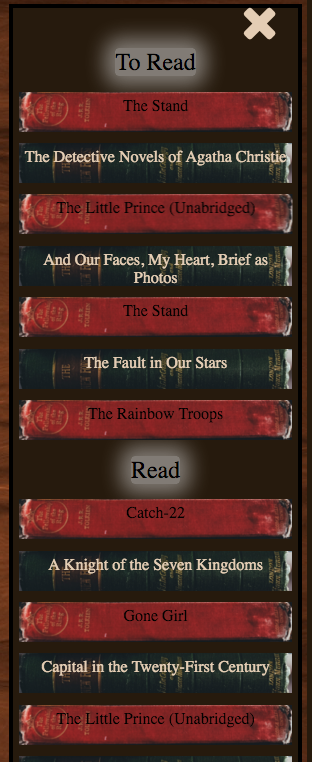 To Read
The Stand
The Detective Novels of Agatha Christie
The Little Prince (Unabridged)
And Our Faces, My Heart, Brief as
Photos
The Stand
The Fault in Our Stars
The Rainbow Troops
Read
Catch-22
A Knight of the Seven Kingdoms
Gone Girl
Capital in the Twenty-First Century
The Little Prince (Unabridged)